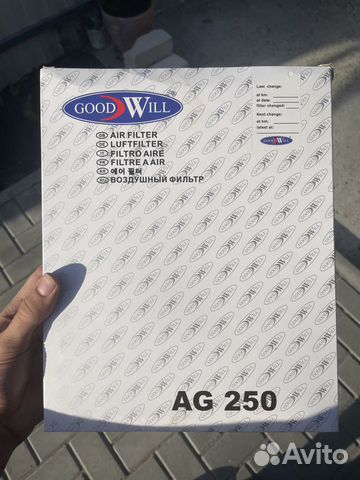 GOOD WILL
AIR FILTER
LUFTFILTER
FILTRO AIRE
FILTRE A AIR
에어 필터
ВОЗДУШНЫЙ ФИЛЬТР
Last change:
at km:
at date:
filter changed:
Next change:
at km:
latest at:
GOOD WILL
AG 250
Avito